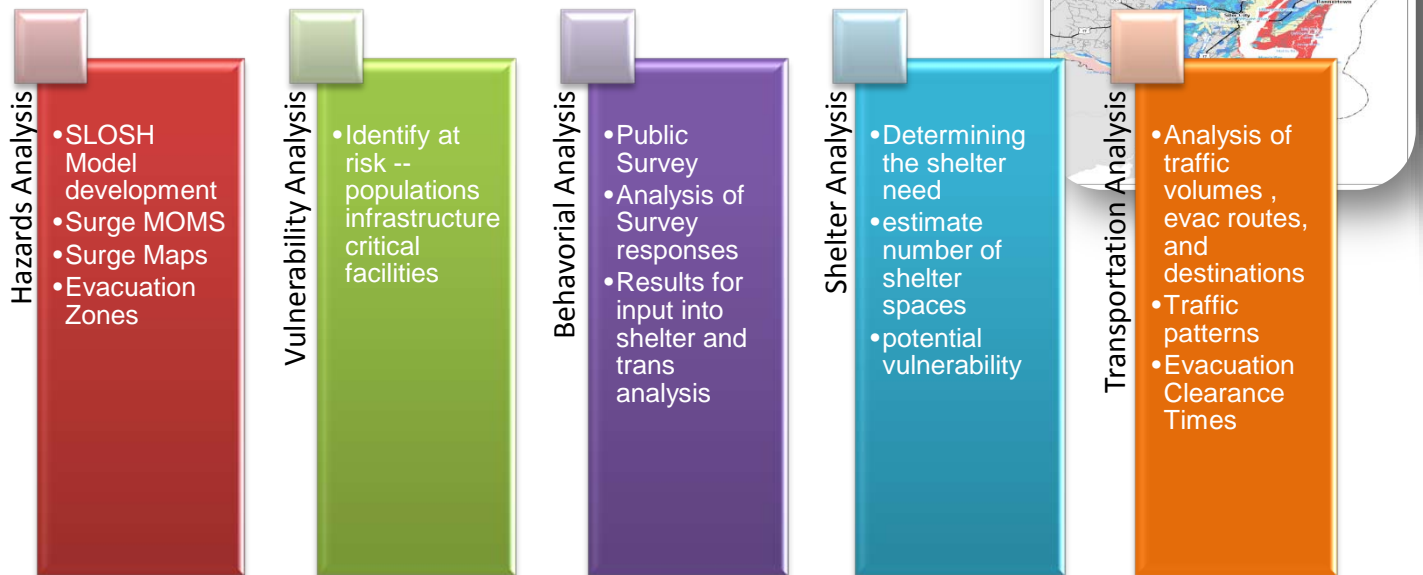 Hazards Analysis
•SLOSH
Model
development
•Surge MOMS
•Surge Maps
•Evacuation
Zones
Vulnerability Analysis
•Identify at
risk --
populations
infrastructure
critical
facilities
Behavorial Analysis
•Public
Survey
•Analysis of
Survey
responses
•Results for
input into
shelter and
trans
analysis
Shelter Analysis
•Determining
the shelter
need
•estimate
number of
shelter
spaces
•potential
vulnerability
Transportation Analysis
•Analysis of
traffic
volumes ,
evac routes,
and
destinations
•Traffic
patterns
•Evacuation
Clearance
Times